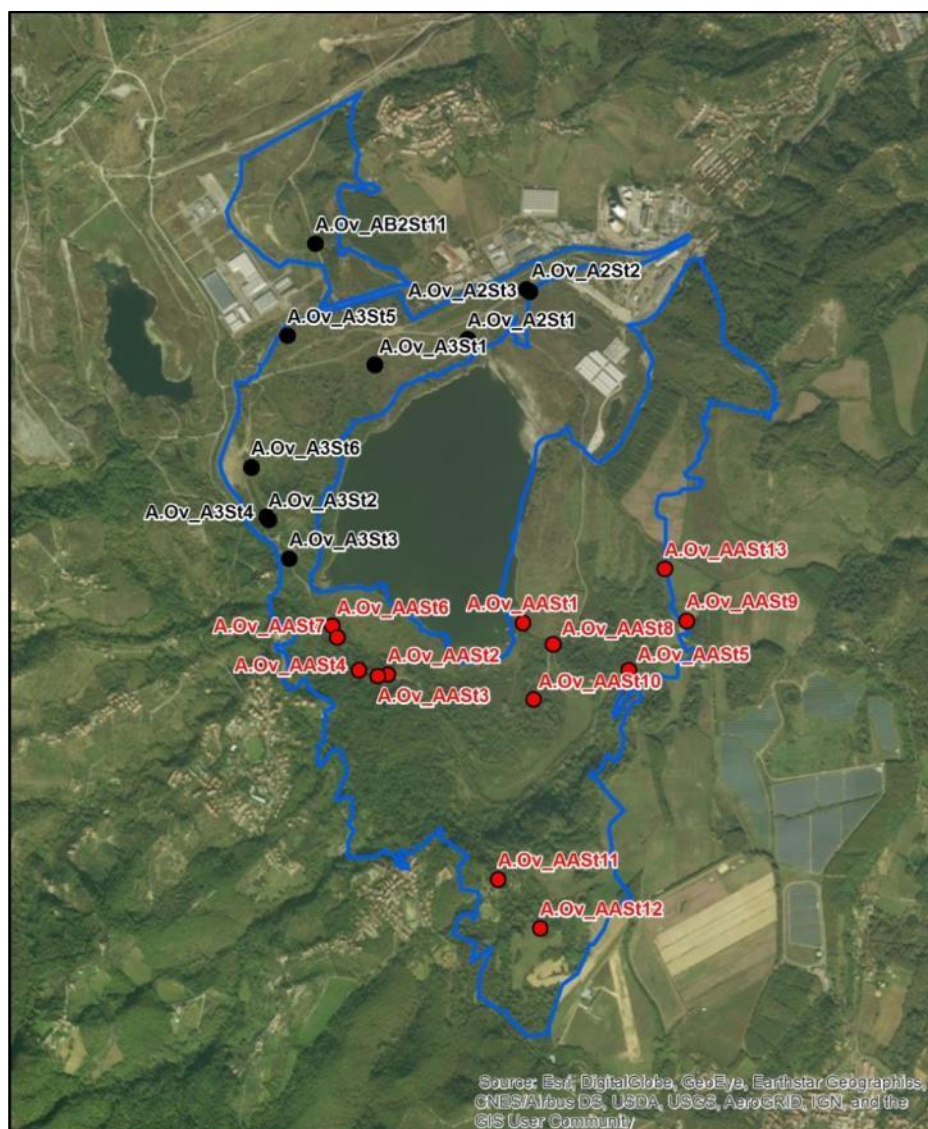 A.Ov_AB2St11
A.Ov_A2St2
A.Ov_A2St3
A.Ov_A3St5
A.Ov_A2St1
A.Ov_A3St1
A.Ov_A3St6
A.Ov_A3St2
A.Ov_A3St4
A.Ov_A3St3
A.Ov_AASt13
A.Ov_AASt6
A.Ov_AASt1
A.Ov_AASt9
A.Ov_AASt7
A.Ov_AASt8
A.Ov_AASt4
A.Ov_AASt2
A.Ov_AASt5
A.Ov_AASt3
A.Ov_AASt10
A.Ov_AASt11
A.Ov_AASt12
Source: Esri, DigitalGlobe, GeoEye, Earthstar Geographics,
CNES/Airbus DS, USDA, USGS, AeroGRID, IGN, and the
GIS User Community